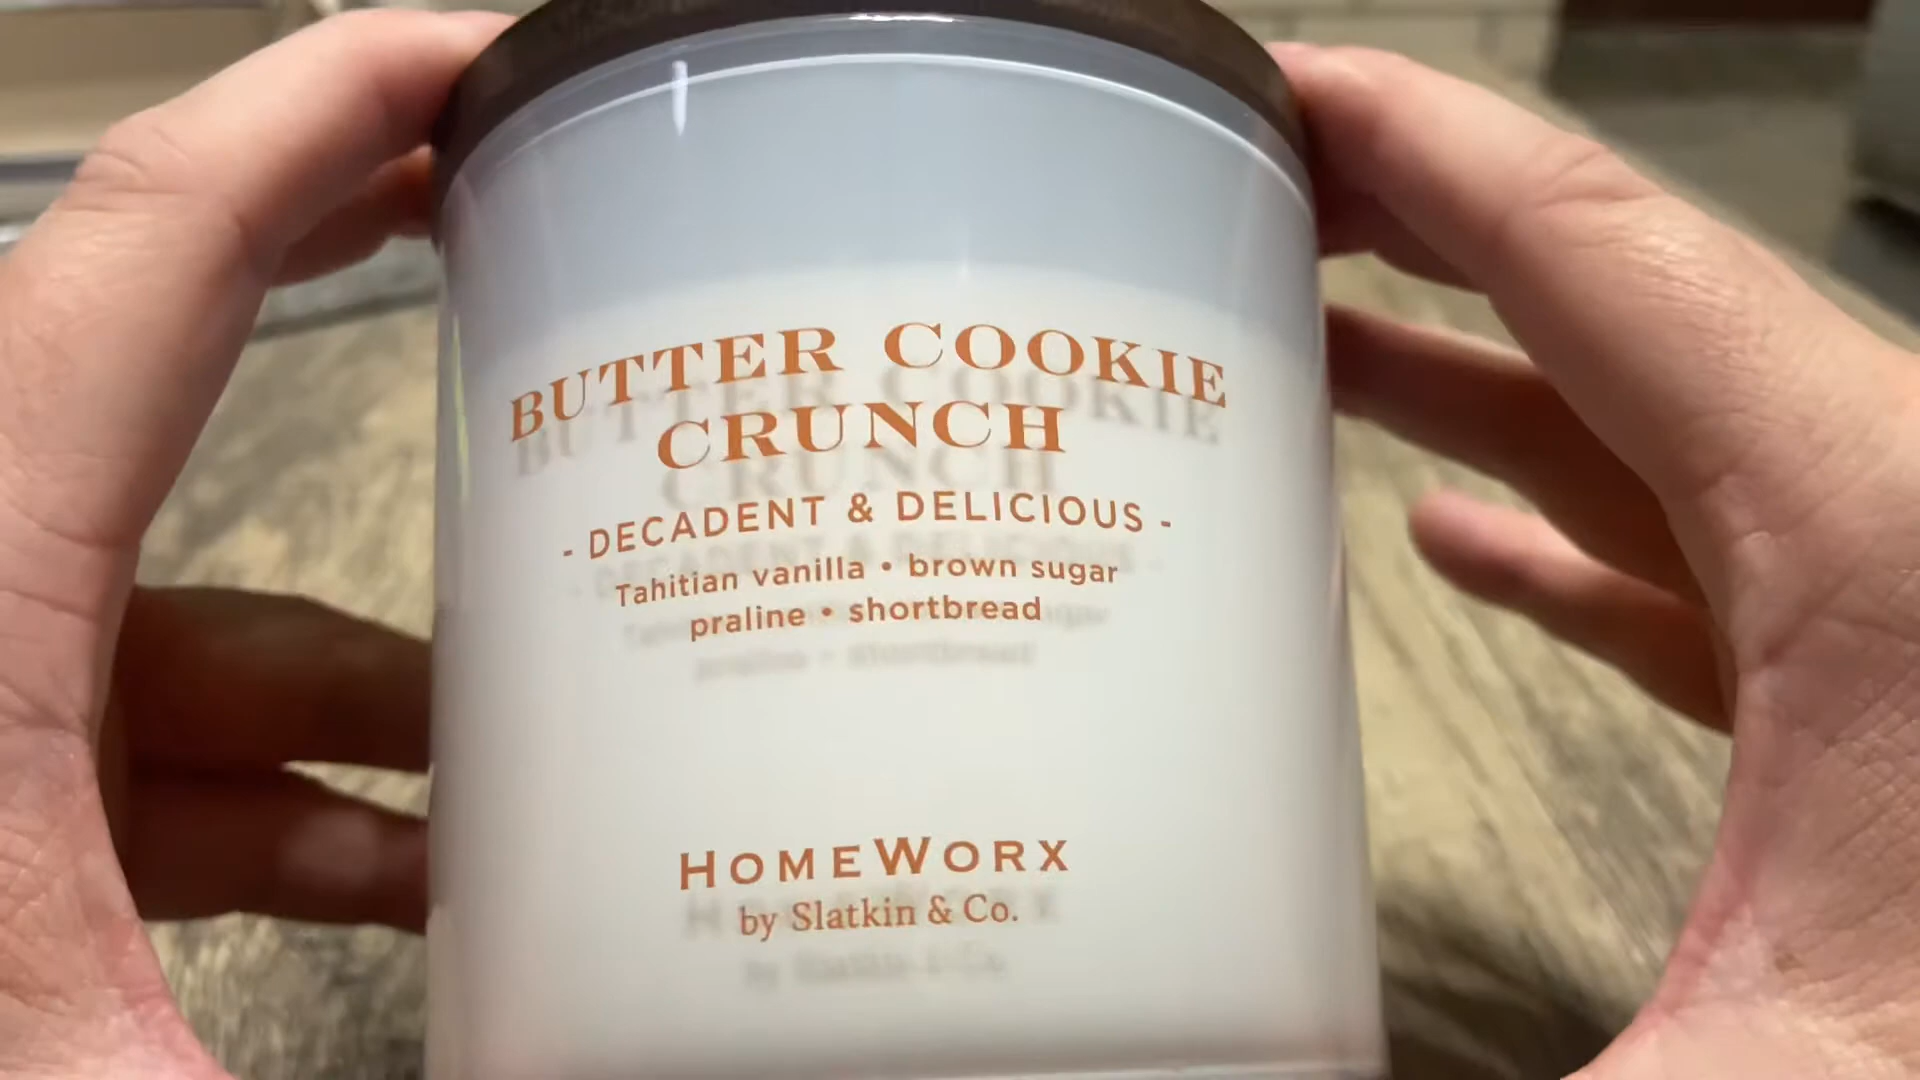 BUTTER COOKIE
CRUNCH
- DECADENT & DELICIOUS -
Tahitian vanilla • brown sugar
praline • shortbread
HOMEWORX
by Slatkin & Co.